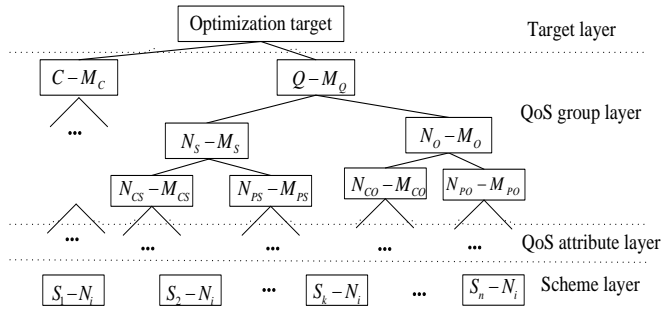 Optimization target
Target layer
C – M_C
Q – M_Q
QoS group layer
N_S – M_S
N_O – M_O
N_CS – M_CS
N_PS – M_PS
N_CO – M_CO
N_PO – M_PO
...
... ... ... ... ...
QoS attribute layer
S_1 – N_i
S_2 – N_i
...
S_k – N_i
...
S_n – N_i
Scheme layer